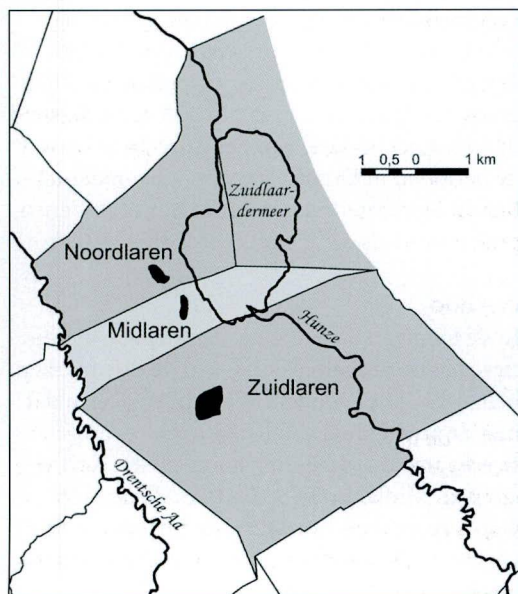 Zuidlaar-
dermeer
1 0,5 0 1 km
Noordlaren
Midlaren
Hunze
Zuidlaren
Drentsche Aa